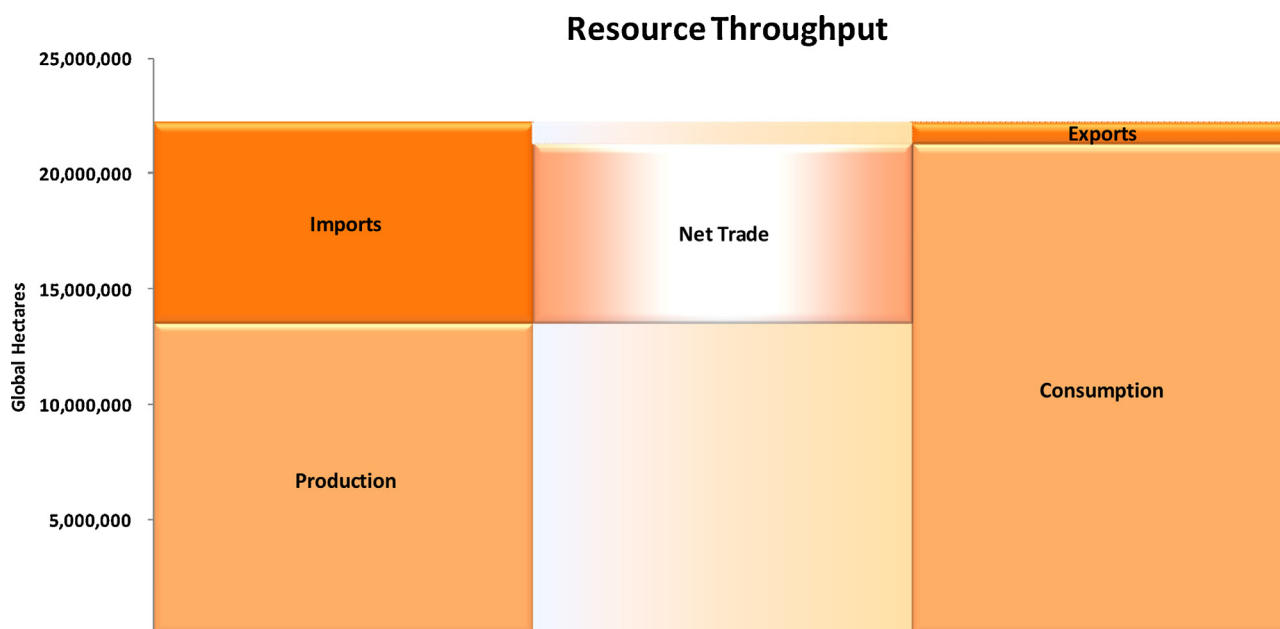 Resource Throughput
25,000,000
20,000,000
15,000,000
10,000,000
5,000,000
Global Hectares
Imports
Production
Net Trade
Exports
Consumption